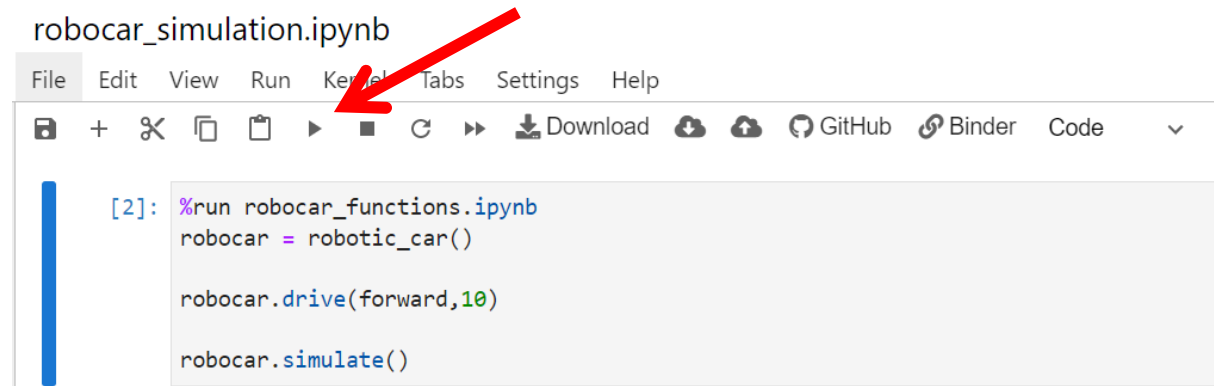 robocar_simulation.ipynb
File Edit View Run Kernel Tabs Settings Help
Download GitHub Binder Code
[2]: %run robocar_functions.ipynb
robocar = robotic_car()
robocar.drive(forward,10)
robocar.simulate()